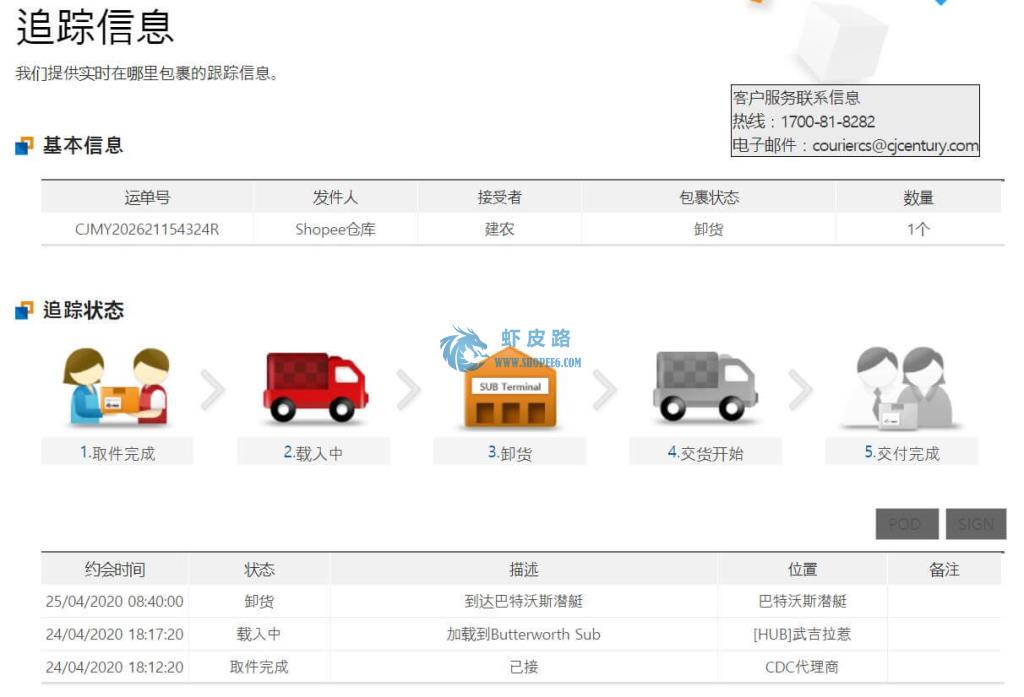 追踪信息
我们提供实时在哪里包裹的跟踪信息。
客户服务联系信息
热线：1700-81-8282
电子邮件：couriercs@cjcentury.com
基本信息
运单号 发件人 接受者 包裹状态 数量
CJMY202621154324R Shopee仓库 建农 卸货 1个
追踪状态
虾皮路
WWW.SHOPEE6.COM
SUB Terminal
1.取件完成 2.载入中 3.卸货 4.交货开始 5.交付完成
POD SIGN
约会时间 状态 描述 位置 备注
25/04/2020 08:40:00 卸货 到达巴特沃斯潜艇 巴特沃斯潜艇
24/04/2020 18:17:20 载入中 加载到Butterworth Sub [HUB]武吉拉惹
24/04/2020 18:12:20 取件完成 已接 CDC代理商